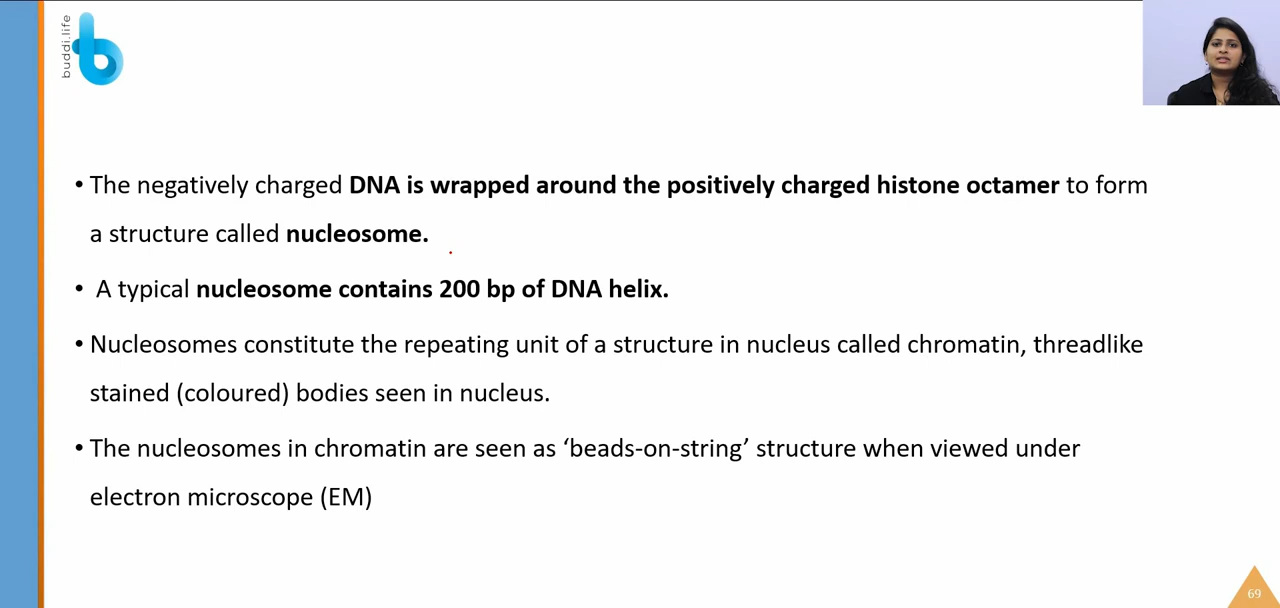 buddi.life
• The negatively charged DNA is wrapped around the positively charged histone octamer to form
a structure called nucleosome.
• A typical nucleosome contains 200 bp of DNA helix.
• Nucleosomes constitute the repeating unit of a structure in nucleus called chromatin, threadlike
stained (coloured) bodies seen in nucleus.
• The nucleosomes in chromatin are seen as ‘beads-on-string’ structure when viewed under
electron microscope (EM)
69